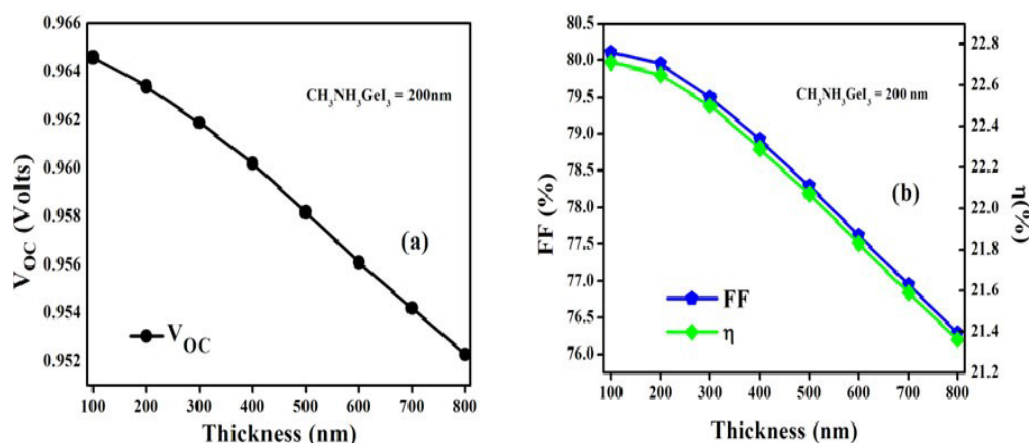 0.966
0.964
0.962
0.960
0.958
0.956
0.954
0.952
V_OC (Volts)
CH₃NH₃GeI₃ = 200nm
(a)
V_OC
100 200 300 400 500 600 700 800
Thickness (nm)
80.5
80.0
79.5
79.0
78.5
78.0
77.5
77.0
76.5
76.0
FF (%)
CH₃NH₃GeI₃ = 200 nm
(b)
FF
η
22.8
22.6
22.4
22.2
22.0
21.8
21.6
21.4
21.2
η(%)
100 200 300 400 500 600 700 800
Thickness (nm)